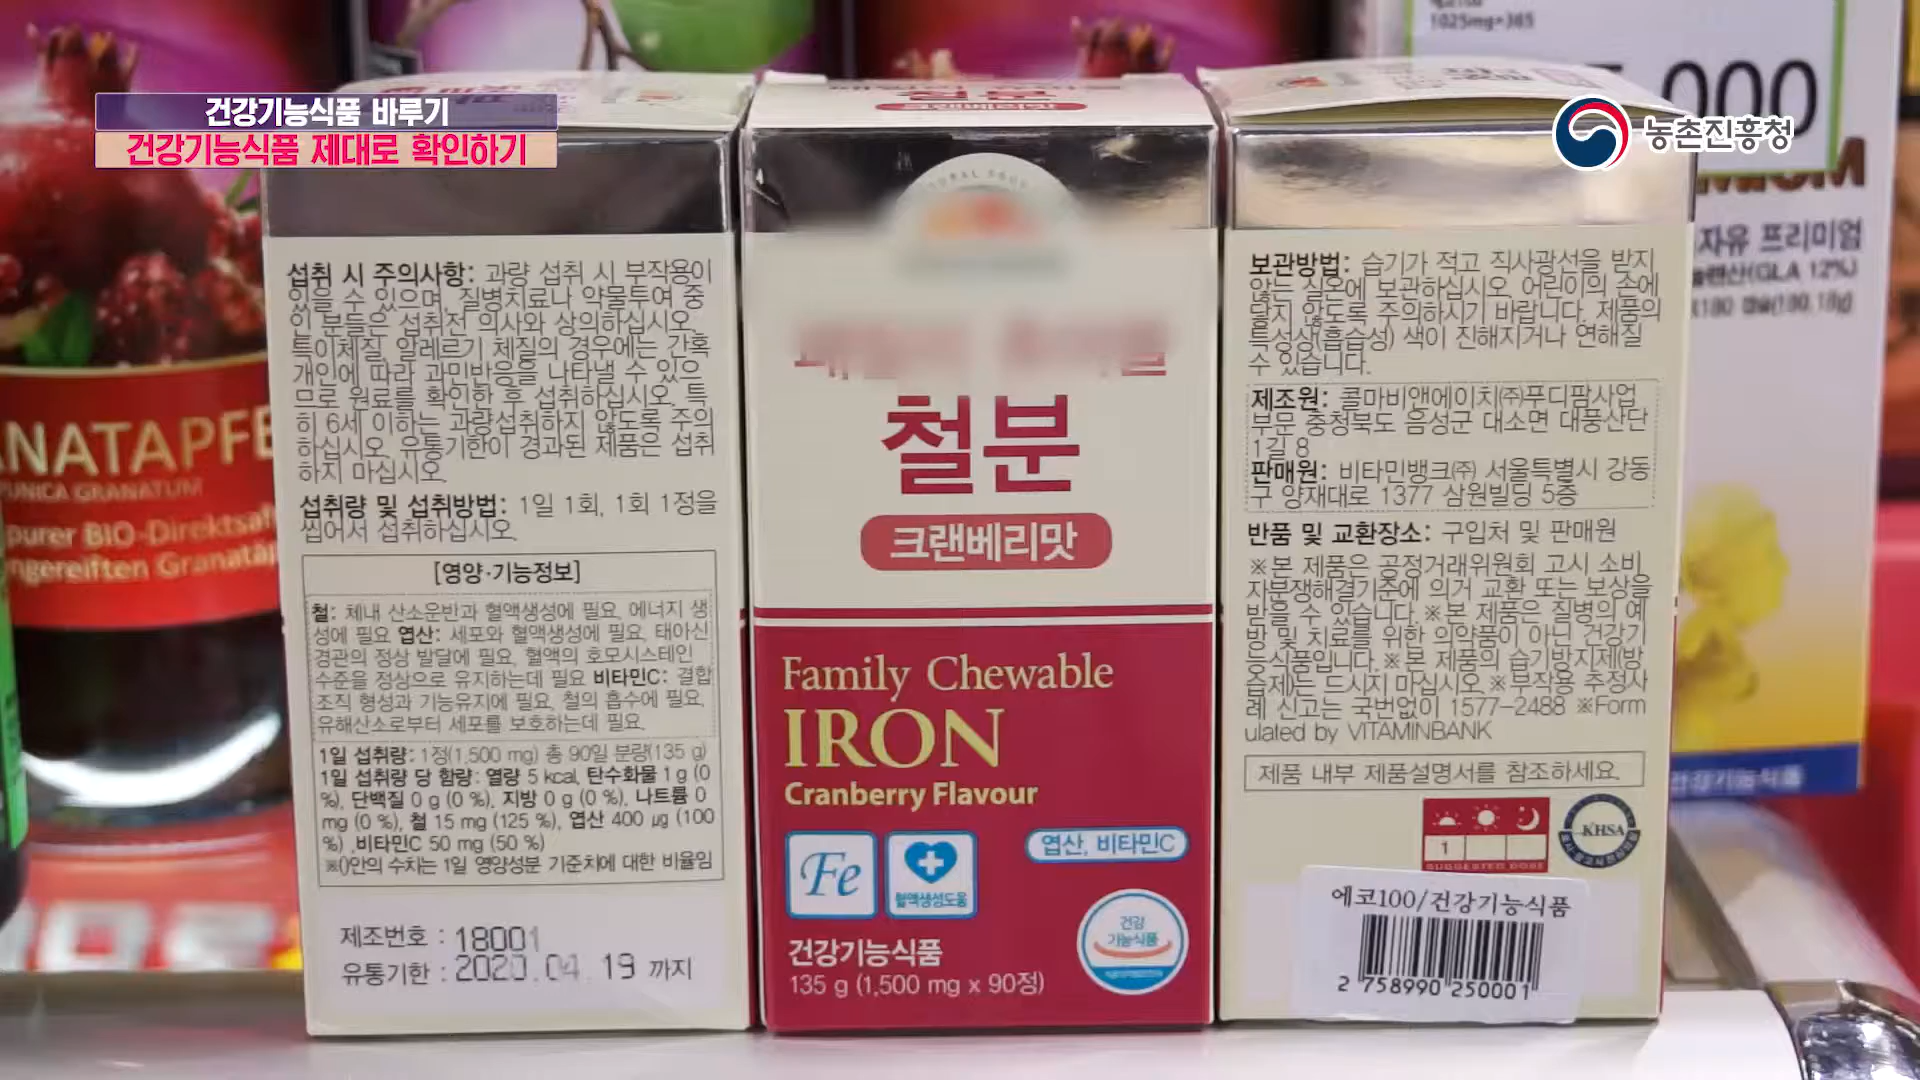 건강기능식품 바루기
건강기능식품 제대로 확인하기
농촌진흥청
1025mg×365
,000
자유 프리미엄
(GLA 12%)
건강기능식품
NATAPFE
PUNICA GRANATUM
purer BIO-Direktsaf
ngereiften Granatäp
섭취 시 주의사항: 과량 섭취 시 부작용이
있을 수 있으며, 질병치료나 약물투여 중
인 분들은 섭취전 의사와 상의하십시오.
특이체질, 알레르기 체질의 경우에는 간혹
개인에 따라 과민반응을 나타낼 수 있으
므로 원료를 확인한 후 섭취하십시오. 특
히 6세 이하는 과량섭취하지 않도록 주의
하십시오. 유통기한이 경과된 제품은 섭취
하지 마십시오.
섭취량 및 섭취방법: 1일 1회, 1회 1정을
씹어서 섭취하십시오.
[영양·기능정보]
철: 체내 산소운반과 혈액생성에 필요, 에너지 생
성에 필요 엽산: 세포와 혈액생성에 필요, 태아신
경관의 정상 발달에 필요, 혈액의 호모시스테인
수준을 정상으로 유지하는데 필요 비타민C: 결합
조직 형성과 기능유지에 필요, 철의 흡수에 필요,
유해산소로부터 세포를 보호하는데 필요
1일 섭취량: 1정(1,500 mg) 총 90일 분량(135 g)
1일 섭취량 당 함량: 열량 5 kcal, 탄수화물 1 g (0
%), 단백질 0 g (0 %), 지방 0 g (0 %), 나트륨 0
mg (0 %), 철 15 mg (125 %), 엽산 400 μg (100
%) ,비타민C 50 mg (50 %)
※()안의 수치는 1일 영양성분 기준치에 대한 비율임
제조번호 : 18001
유통기한 : 2020.04.19 까지
철분
크랜베리맛
Family Chewable
IRON
Cranberry Flavour
엽산, 비타민C
Fe
혈액생성도움
건강
기능식품
건강기능식품
135 g (1,500 mg x 90정)
보관방법: 습기가 적고 직사광선을 받지
않는 실온에 보관하십시오. 어린이의 손에
닿지 않도록 주의하시기 바랍니다. 제품의
특성상(흡습성) 색이 진해지거나 연해질
수 있습니다.
제조원: 콜마비앤에이치㈜푸디팜사업
부문 충청북도 음성군 대소면 대풍산단
1길 8
판매원: 비타민뱅크㈜ 서울특별시 강동
구 양재대로 1377 삼원빌딩 5층
반품 및 교환장소: 구입처 및 판매원
※본 제품은 공정거래위원회 고시 소비
자분쟁해결기준에 의거 교환 또는 보상을
받을 수 있습니다.※본 제품은 질병의 예
방 및 치료를 위한 의약품이 아닌 건강기
능식품입니다.※본 제품의 습기방지제(방
습제)는 드시지 마십시오.※부작용 추정사
례 신고는 국번없이 1577-2488 ※Form
ulated by VITAMINBANK
제품 내부 제품설명서를 참조하세요.
1
SUGGESTED DOSE
KHSA
에코100/건강기능식품
2 758990 250001